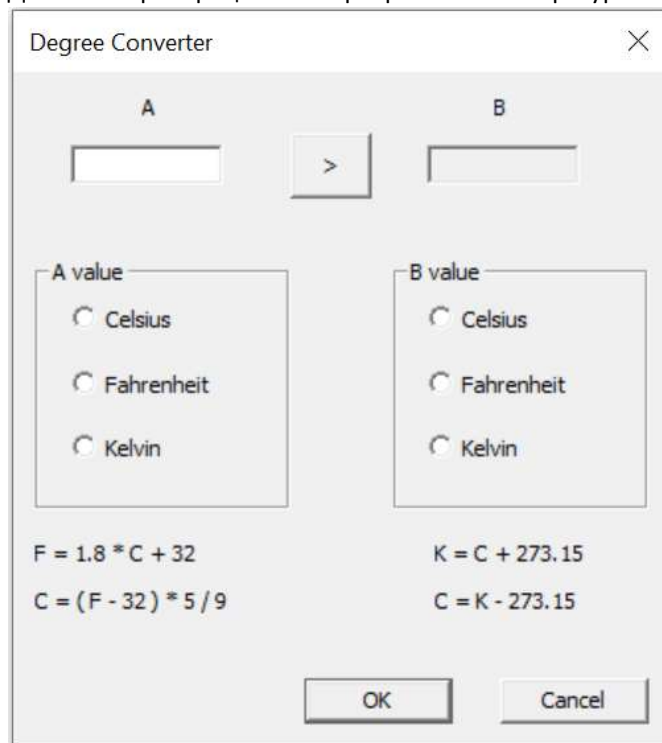 Degree Converter
A B
>
A value B value
Celsius Celsius
Fahrenheit Fahrenheit
Kelvin Kelvin
F = 1.8 * C + 32 K = C + 273.15
C = ( F - 32 ) * 5 / 9 C = K - 273.15
OK Cancel